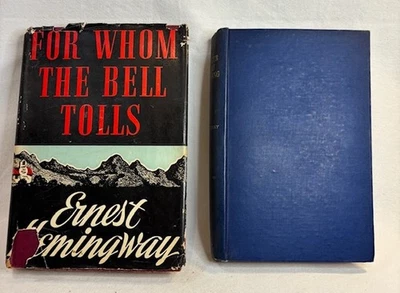 FOR WHOM
THE BELL
TOLLS
Ernest
Hemingway